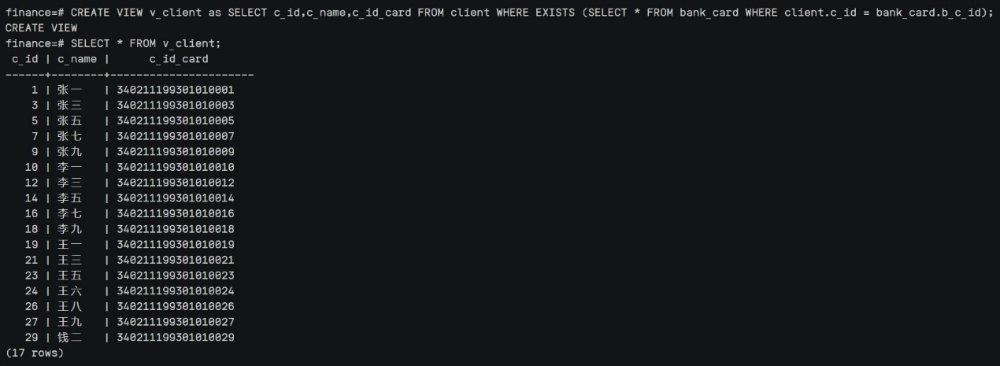 finance=# CREATE VIEW v_client as SELECT c_id,c_name,c_id_card FROM client WHERE EXISTS (SELECT * FROM bank_card WHERE client.c_id = bank_card.b_c_id);
CREATE VIEW
finance=# SELECT * FROM v_client;
 c_id | c_name |      c_id_card
------+--------+----------------------
    1 | 张一   | 340211199301010001
    3 | 张三   | 340211199301010003
    5 | 张五   | 340211199301010005
    7 | 张七   | 340211199301010007
    9 | 张九   | 340211199301010009
   10 | 李一   | 340211199301010010
   12 | 李三   | 340211199301010012
   14 | 李五   | 340211199301010014
   16 | 李七   | 340211199301010016
   18 | 李九   | 340211199301010018
   19 | 王一   | 340211199301010019
   21 | 王三   | 340211199301010021
   23 | 王五   | 340211199301010023
   24 | 王六   | 340211199301010024
   26 | 王八   | 340211199301010026
   27 | 王九   | 340211199301010027
   29 | 钱二   | 340211199301010029
(17 rows)